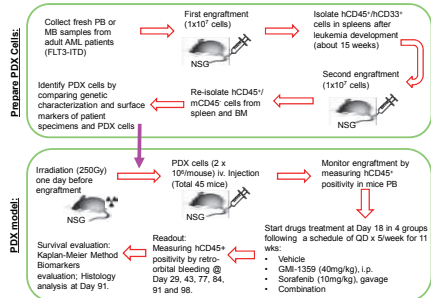 Prepare PDX Cells:
Collect fresh PB or
MB samples from
adult AML patients
(FLT3-ITD)
First engraftment
(1x10⁷ cells)
NSG
Isolate hCD45⁺/hCD33⁺
cells in spleens after
leukemia development
(about 15 weeks)
Second engraftment
(1x10⁷ cells)
NSG
Re-isolate hCD45⁺/
mCD45⁻ cells from
spleen and BM
Identify PDX cells by
comparing genetic
characterization and surface
markers of patient
specimens and PDX cells
PDX model:
Irradiation (250Gy)
one day before
engraftment
NSG
PDX cells (2 x
10⁶/mouse) iv. Injection
(Total 45 mice)
NSG
Monitor engraftment by
measuring hCD45⁺
positivity in mice PB
Start drugs treatment at Day 18 in 4 groups
following a schedule of QD x 5/week for 11
wks:
• Vehicle
• GMI-1359 (40mg/kg), i.p.
• Sorafenib (10mg/kg), gavage
• Combination
Readout:
Measuring hCD45+
positivity by retro-
orbital bleeding @
Day 29, 43, 77, 84,
91 and 98.
Survival evaluation:
Kaplan-Meier Method
Biomarkers
evaluation; Histology
analysis at Day 91.